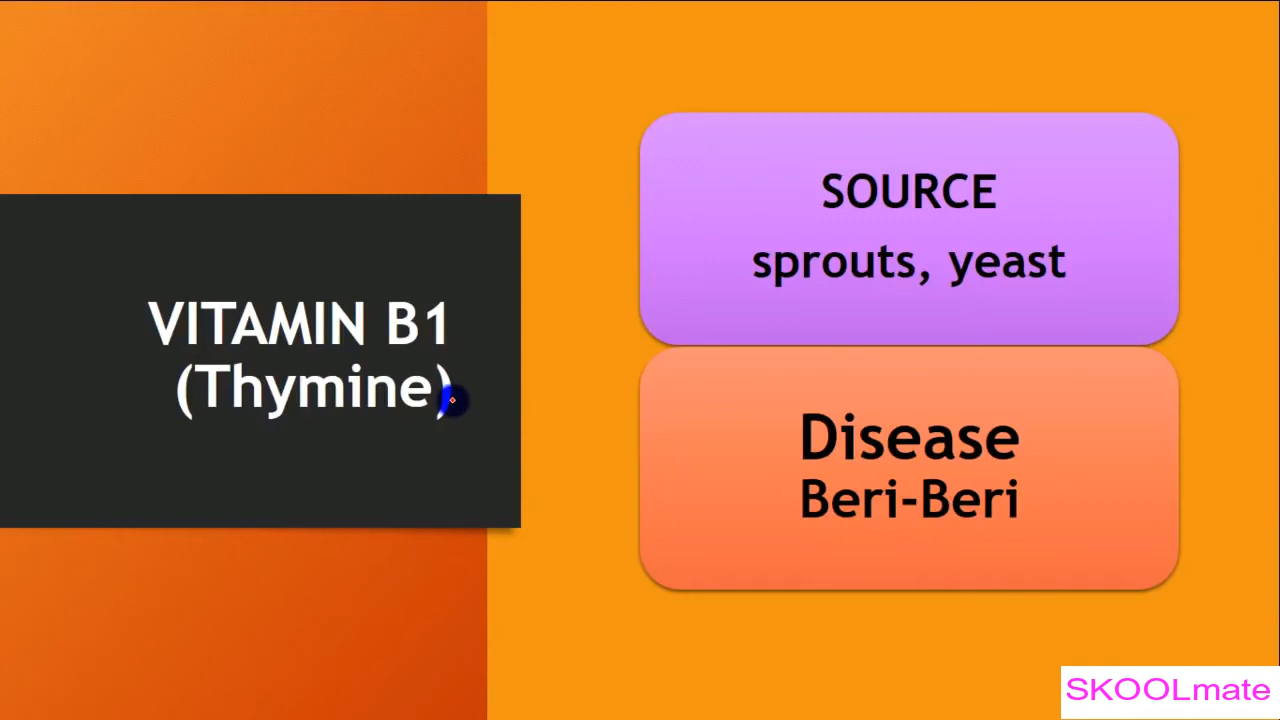 VITAMIN B1
(Thymine)
SOURCE
sprouts, yeast
Disease
Beri-Beri
SKOOLmate